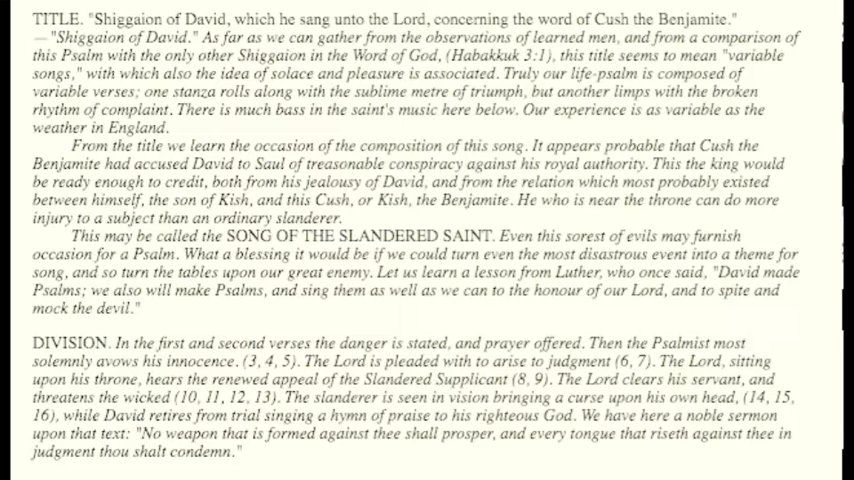 TITLE. "Shiggaion of David, which he sang unto the Lord, concerning the word of Cush the Benjamite."
—"Shiggaion of David." As far as we can gather from the observations of learned men, and from a comparison of
this Psalm with the only other Shiggaion in the Word of God, (Habakkuk 3:1), this title seems to mean "variable
songs," with which also the idea of solace and pleasure is associated. Truly our life-psalm is composed of
variable verses; one stanza rolls along with the sublime metre of triumph, but another limps with the broken
rhythm of complaint. There is much bass in the saint's music here below. Our experience is as variable as the
weather in England.
From the title we learn the occasion of the composition of this song. It appears probable that Cush the
Benjamite had accused David to Saul of treasonable conspiracy against his royal authority. This the king would
be ready enough to credit, both from his jealousy of David, and from the relation which most probably existed
between himself, the son of Kish, and this Cush, or Kish, the Benjamite. He who is near the throne can do more
injury to a subject than an ordinary slanderer.
This may be called the SONG OF THE SLANDERED SAINT. Even this sorest of evils may furnish
occasion for a Psalm. What a blessing it would be if we could turn even the most disastrous event into a theme for
song, and so turn the tables upon our great enemy. Let us learn a lesson from Luther, who once said, "David made
Psalms; we also will make Psalms, and sing them as well as we can to the honour of our Lord, and to spite and
mock the devil."
DIVISION. In the first and second verses the danger is stated, and prayer offered. Then the Psalmist most
solemnly avows his innocence. (3, 4, 5). The Lord is pleaded with to arise to judgment (6, 7). The Lord, sitting
upon his throne, hears the renewed appeal of the Slandered Supplicant (8, 9). The Lord clears his servant, and
threatens the wicked (10, 11, 12, 13). The slanderer is seen in vision bringing a curse upon his own head, (14, 15,
16), while David retires from trial singing a hymn of praise to his righteous God. We have here a noble sermon
upon that text: "No weapon that is formed against thee shall prosper, and every tongue that riseth against thee in
judgment thou shalt condemn."